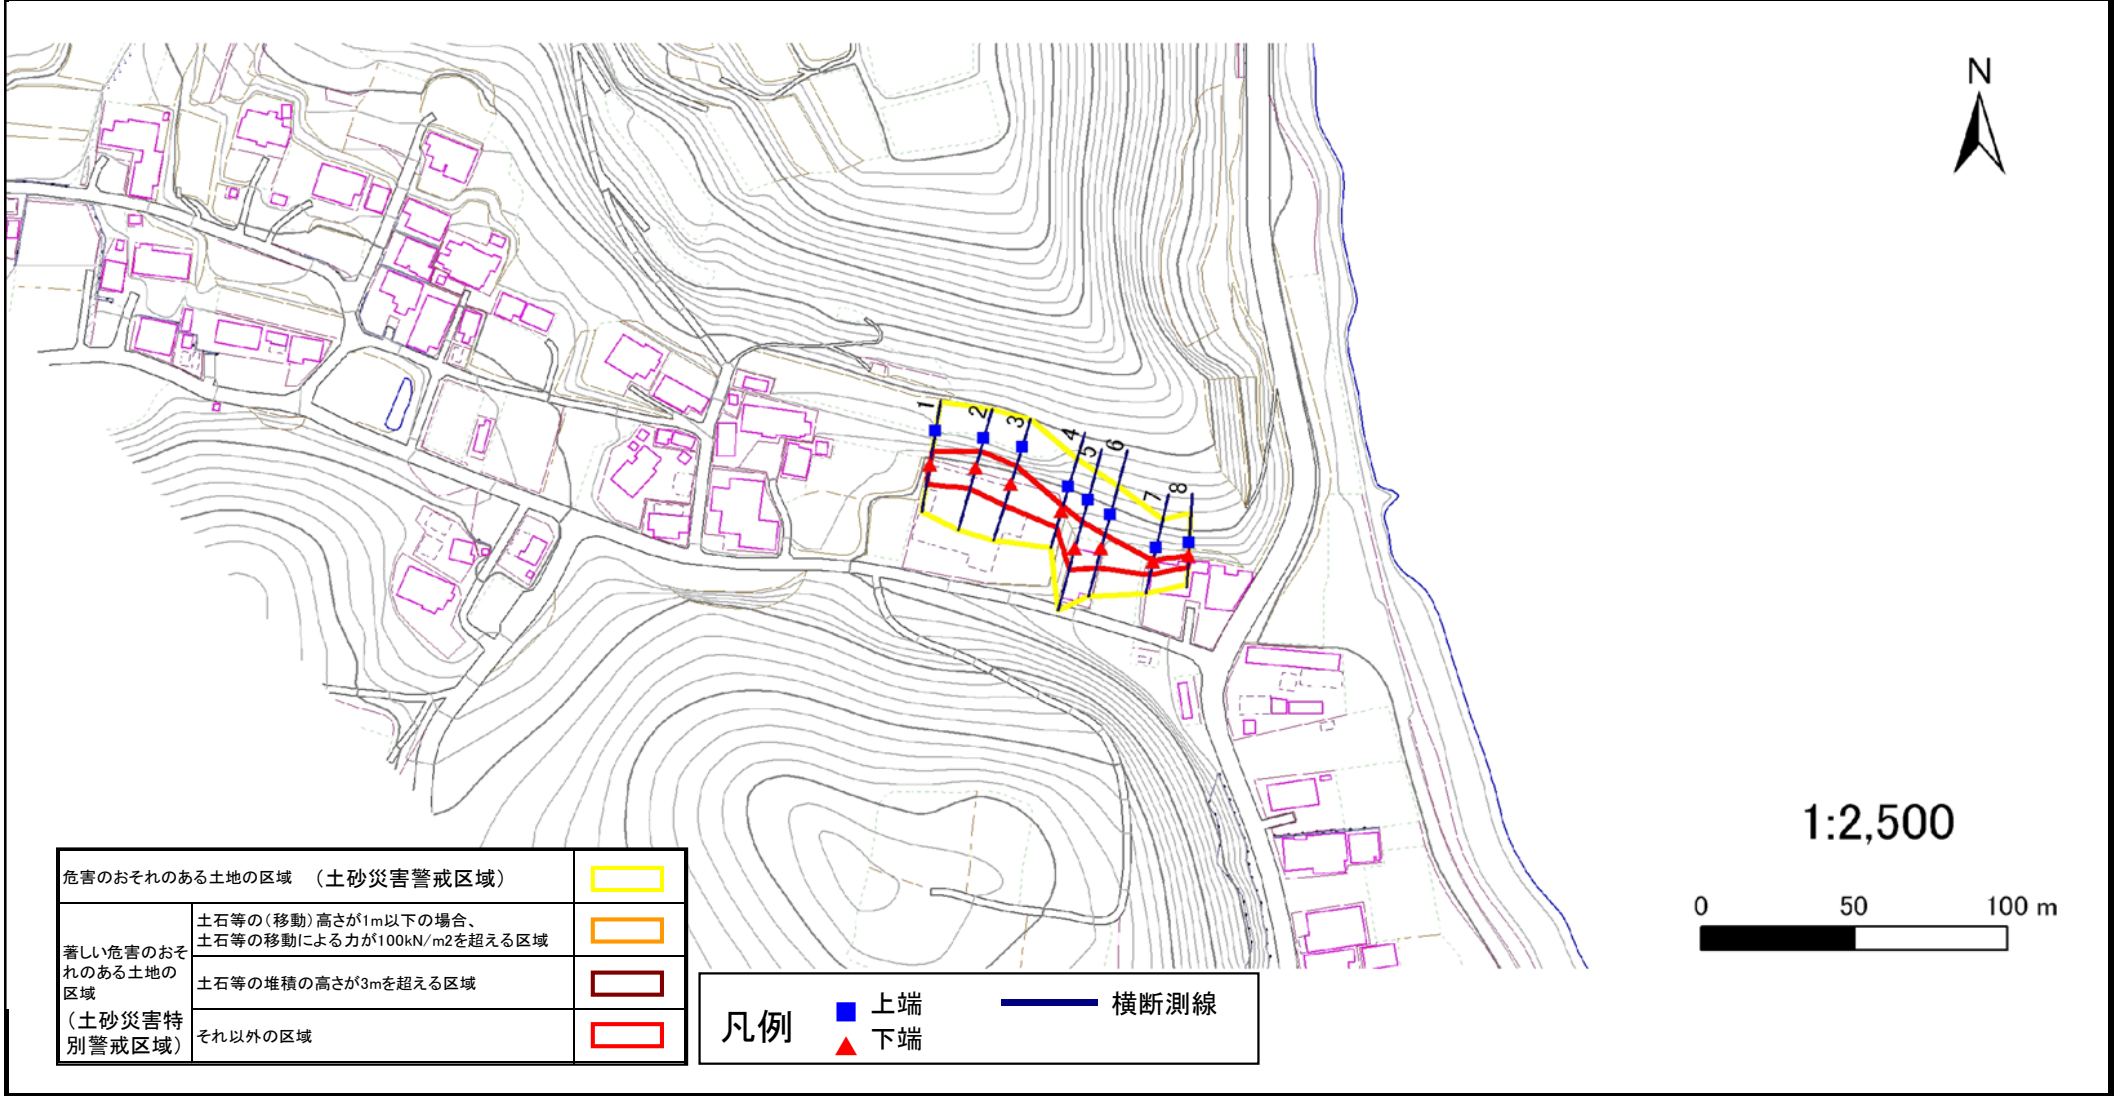 N
1
2
3
4
5
6
7
8
1:2,500
0 50 100 m
危害のおそれのある土地の区域 （土砂災害警戒区域）
著しい危害のおそ
れのある土地の
区域
（土砂災害特
別警戒区域）
土石等の（移動）高さが1m以下の場合、
土石等の移動による力が100kN/m2を超える区域
土石等の堆積の高さが3mを超える区域
それ以外の区域
凡例
上端
下端
横断測線